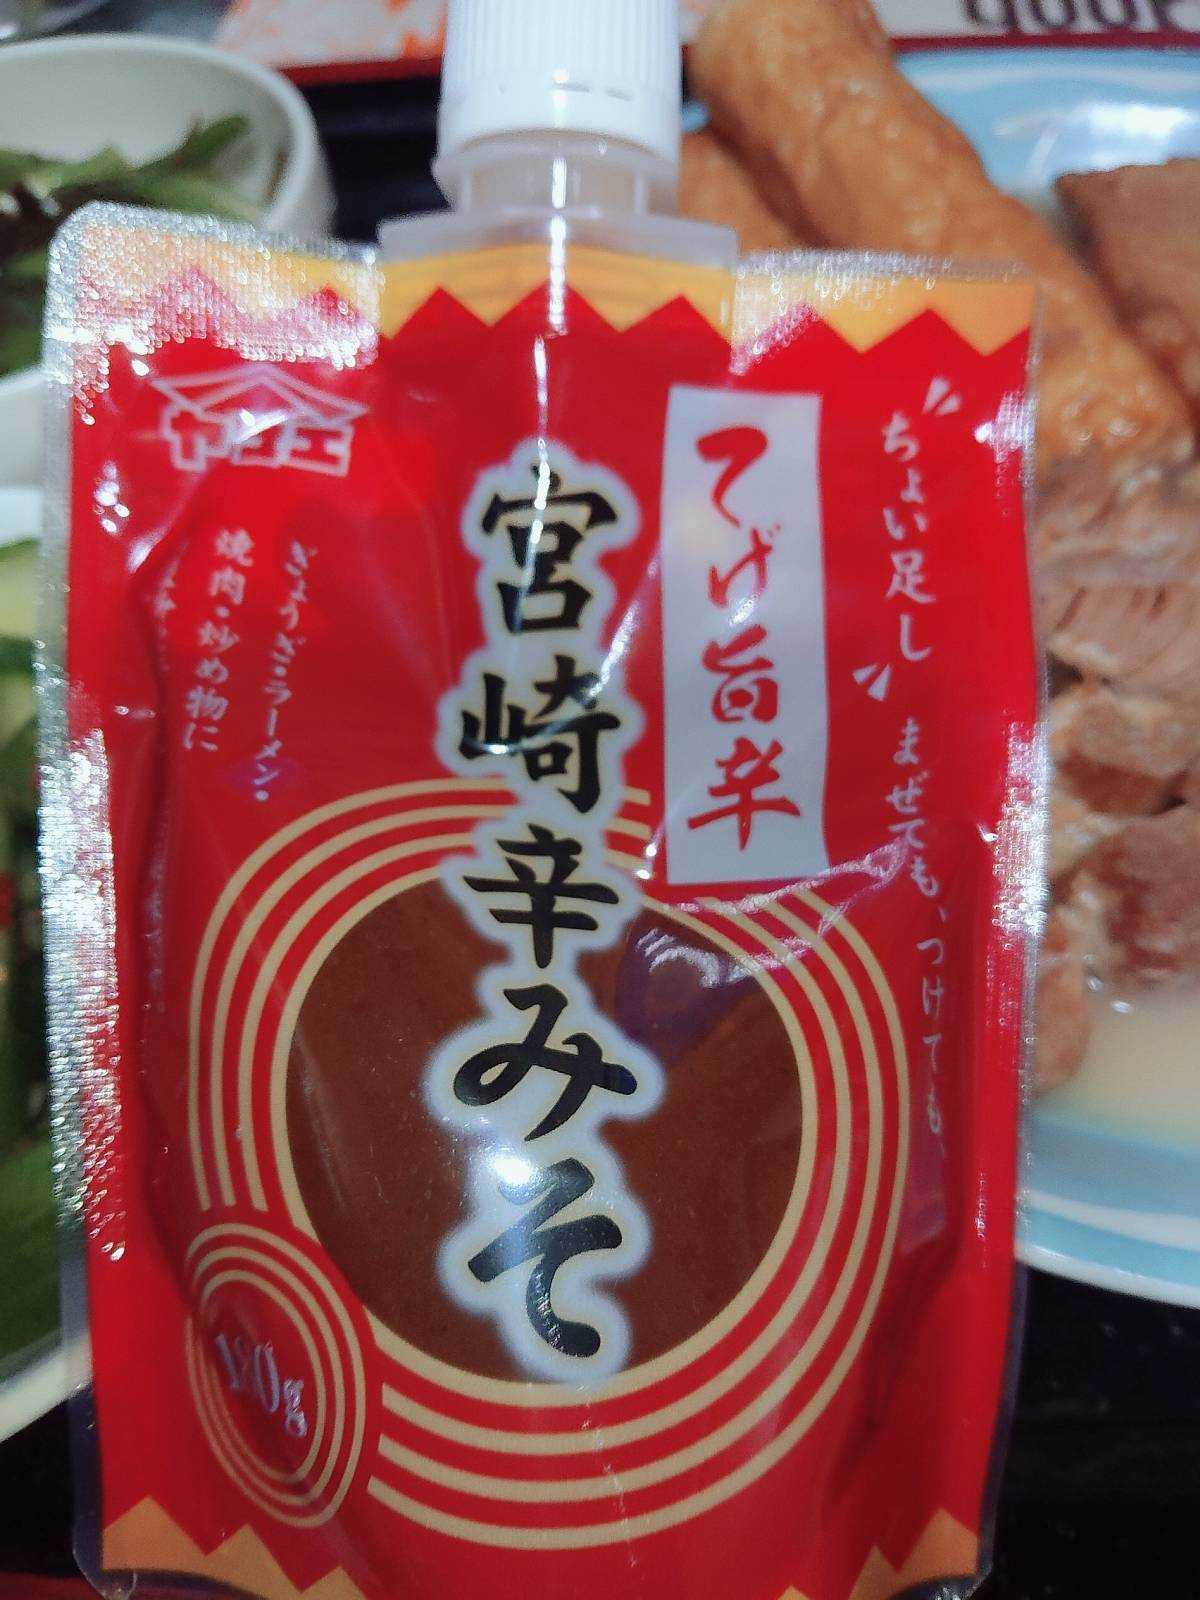 ちょい足し
まぜても、つけても
てげ旨辛
宮崎辛みそ
ヤマエ
ぎょうざ・ラーメン・
焼肉・炒め物に